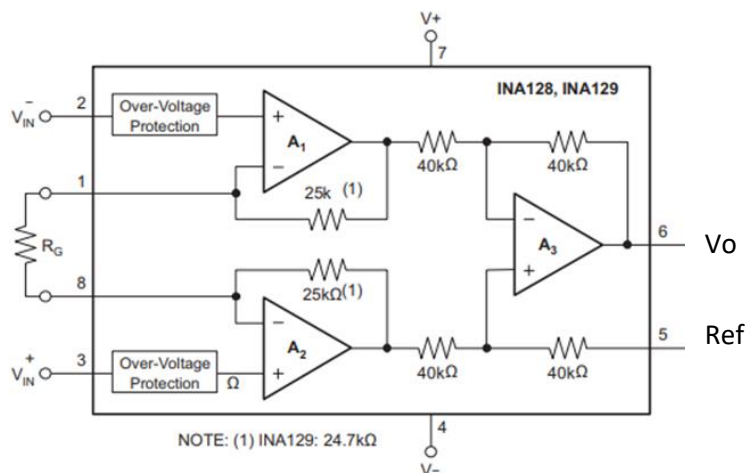 V+
7
INA128, INA129
2
V⁻IN
Over-Voltage
Protection
+
A1
−
40kΩ
40kΩ
1
25k (1)
RG
−
A3
+
6
Vo
8
25kΩ(1)
5
Ref
−
A2
+
40kΩ
40kΩ
3
V⁺IN
Over-Voltage
Protection
Ω
4
NOTE: (1) INA129: 24.7kΩ
V−